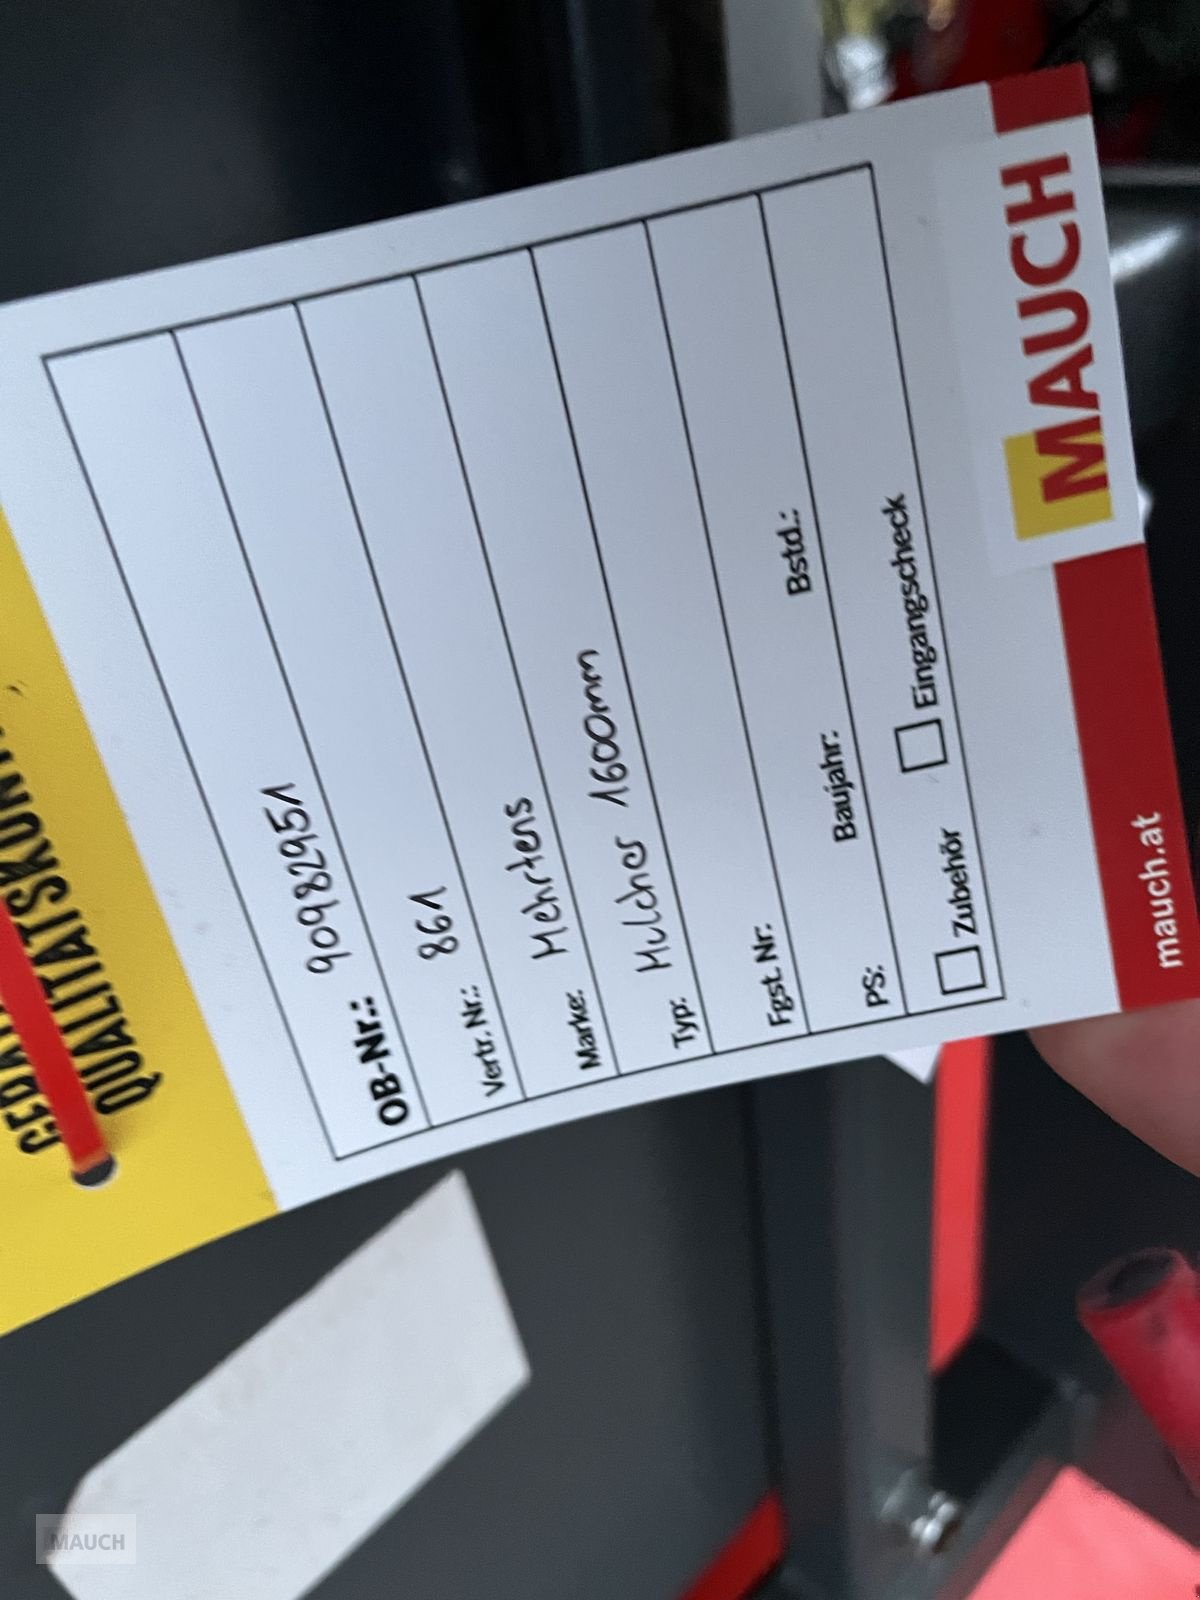 QUALITÄTSKON
OB-Nr.: 90982951
Vertr. Nr.: 861
Marke: Mehrtens
Typ: Mulcher 1600mm
Fgst. Nr:
Baujahr: Bstd.:
PS:
Zubehör Eingangscheck
MAUCH
mauch.at
MAUCH